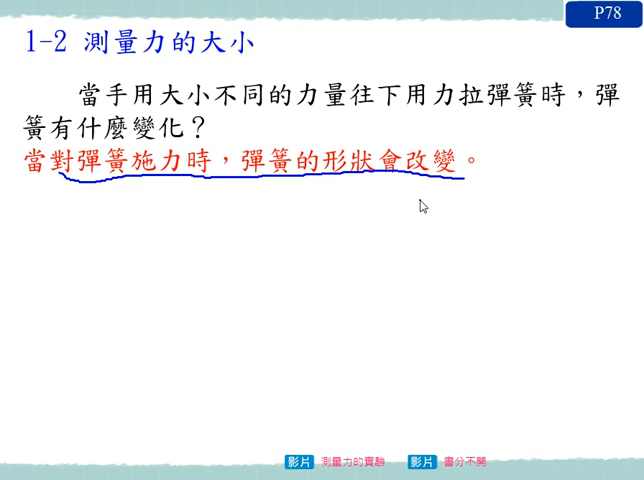 P78
1-2 測量力的大小
當手用大小不同的力量往下用力拉彈簧時，彈
簧有什麼變化？
當對彈簧施力時，彈簧的形狀會改變。
影片 測量力的實驗 影片 書分不開